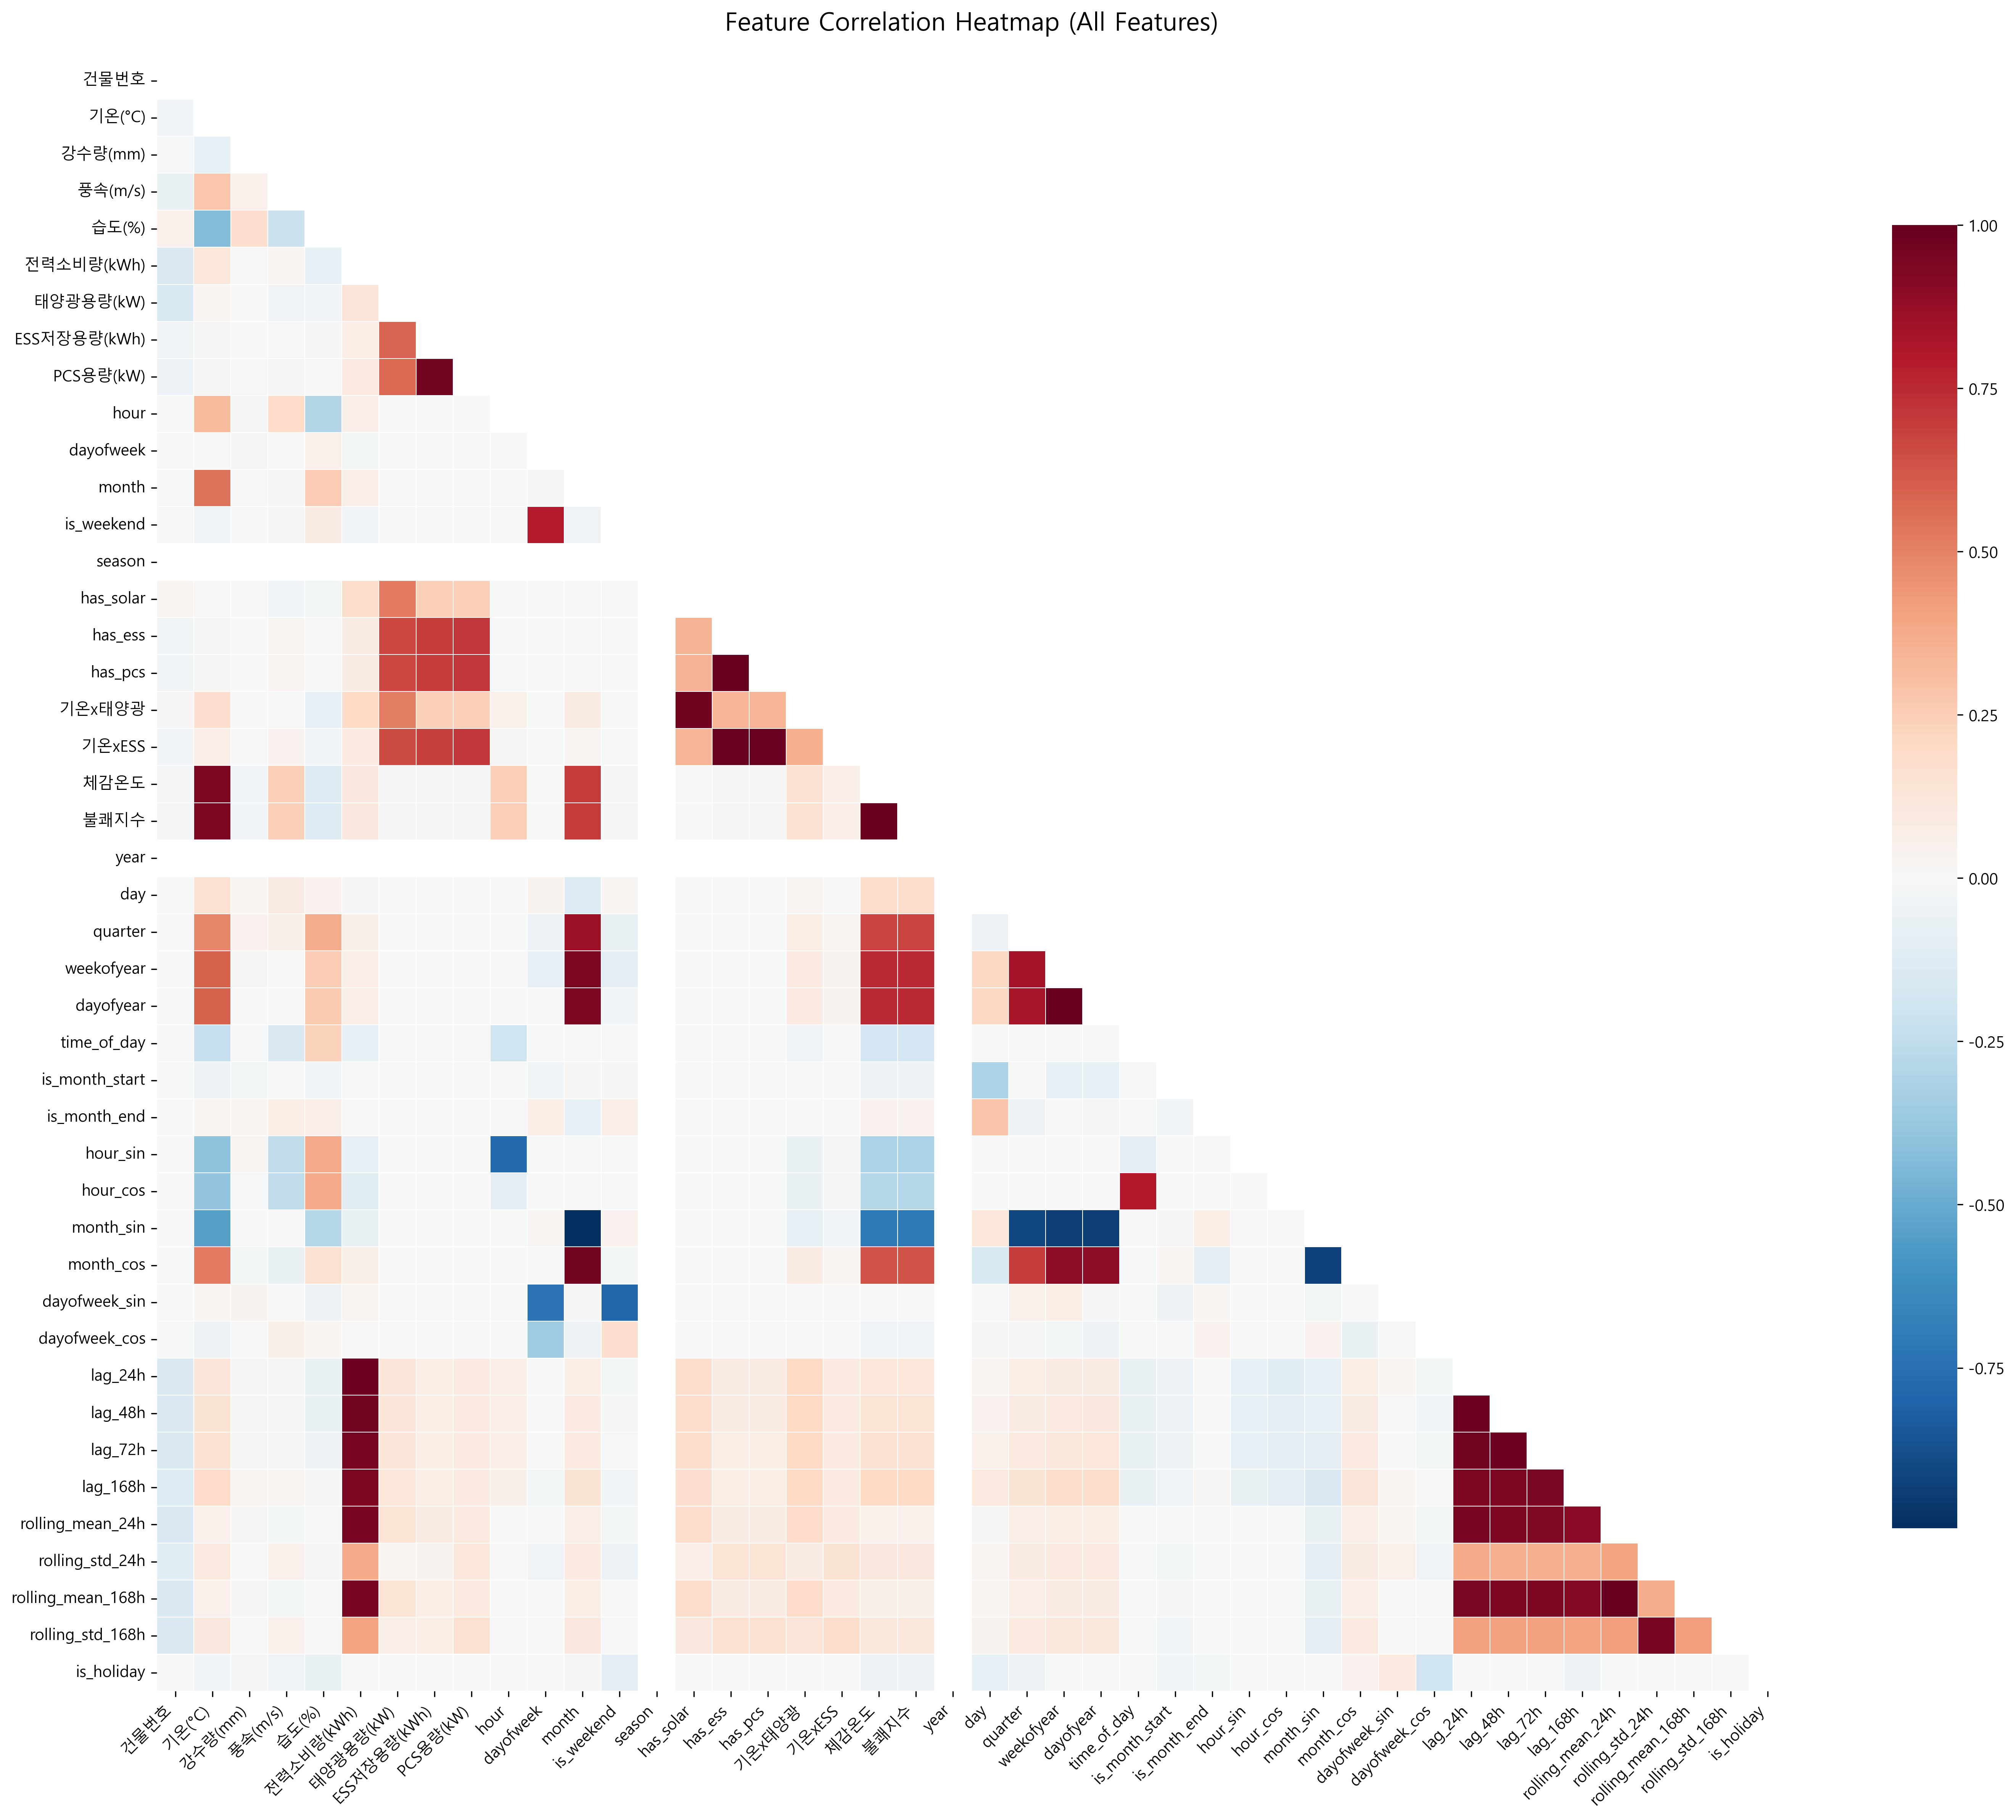 Feature Correlation Heatmap (All Features)
건물번호
기온(°C)
강수량(mm)
풍속(m/s)
습도(%)
전력소비량(kWh)
태양광용량(kW)
ESS저장용량(kWh)
PCS용량(kW)
hour
dayofweek
month
is_weekend
season
has_solar
has_ess
has_pcs
기온x태양광
기온xESS
체감온도
불쾌지수
year
day
quarter
weekofyear
dayofyear
time_of_day
is_month_start
is_month_end
hour_sin
hour_cos
month_sin
month_cos
dayofweek_sin
dayofweek_cos
lag_24h
lag_48h
lag_72h
lag_168h
rolling_mean_24h
rolling_std_24h
rolling_mean_168h
rolling_std_168h
is_holiday
건물번호
기온(°C)
강수량(mm)
풍속(m/s)
습도(%)
전력소비량(kWh)
태양광용량(kW)
ESS저장용량(kWh)
PCS용량(kW)
hour
dayofweek
month
is_weekend
season
has_solar
has_ess
has_pcs
기온x태양광
기온xESS
체감온도
불쾌지수
year
day
quarter
weekofyear
dayofyear
time_of_day
is_month_start
is_month_end
hour_sin
hour_cos
month_sin
month_cos
dayofweek_sin
dayofweek_cos
lag_24h
lag_48h
lag_72h
lag_168h
rolling_mean_24h
rolling_std_24h
rolling_mean_168h
rolling_std_168h
is_holiday
1.00
0.75
0.50
0.25
0.00
-0.25
-0.50
-0.75